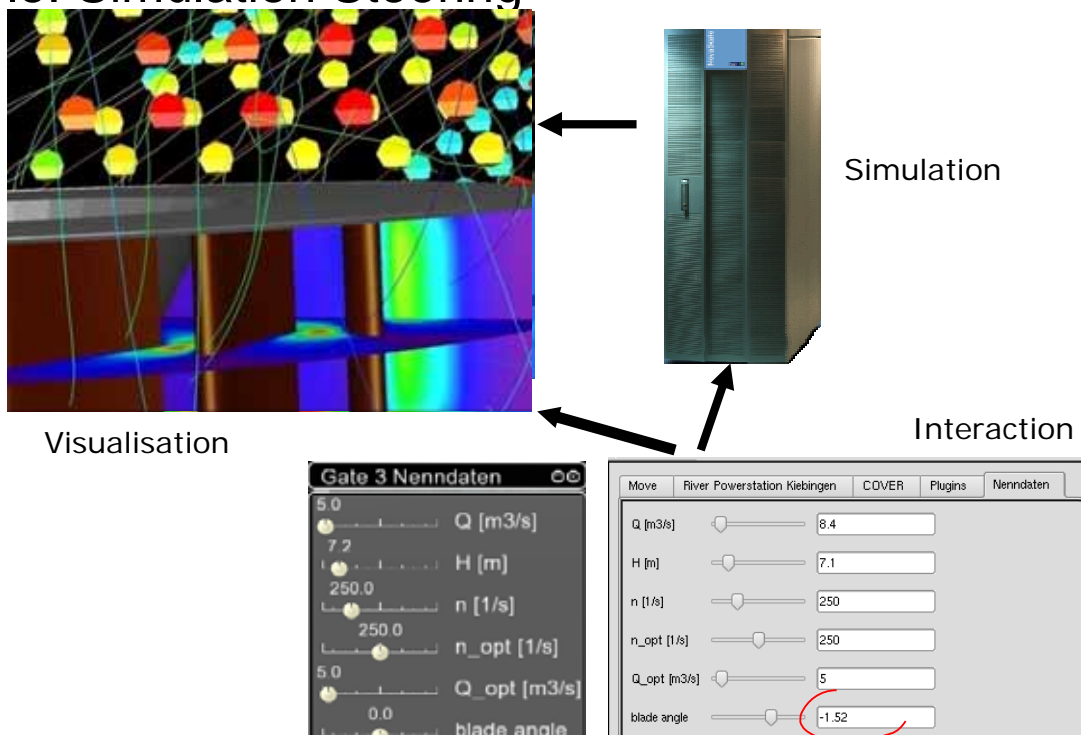 Simulation Steering
Simulation
Visualisation
Interaction
Gate 3 Nenndaten
5.0
Q [m3/s]
7.2
H [m]
250.0
n [1/s]
250.0
n_opt [1/s]
5.0
Q_opt [m3/s]
0.0
blade angle
Move River Powerstation Kiebingen COVER Plugins Nenndaten
Q [m3/s] 8.4
H [m] 7.1
n [1/s] 250
n_opt [1/s] 250
Q_opt [m3/s] 5
blade angle -1.52